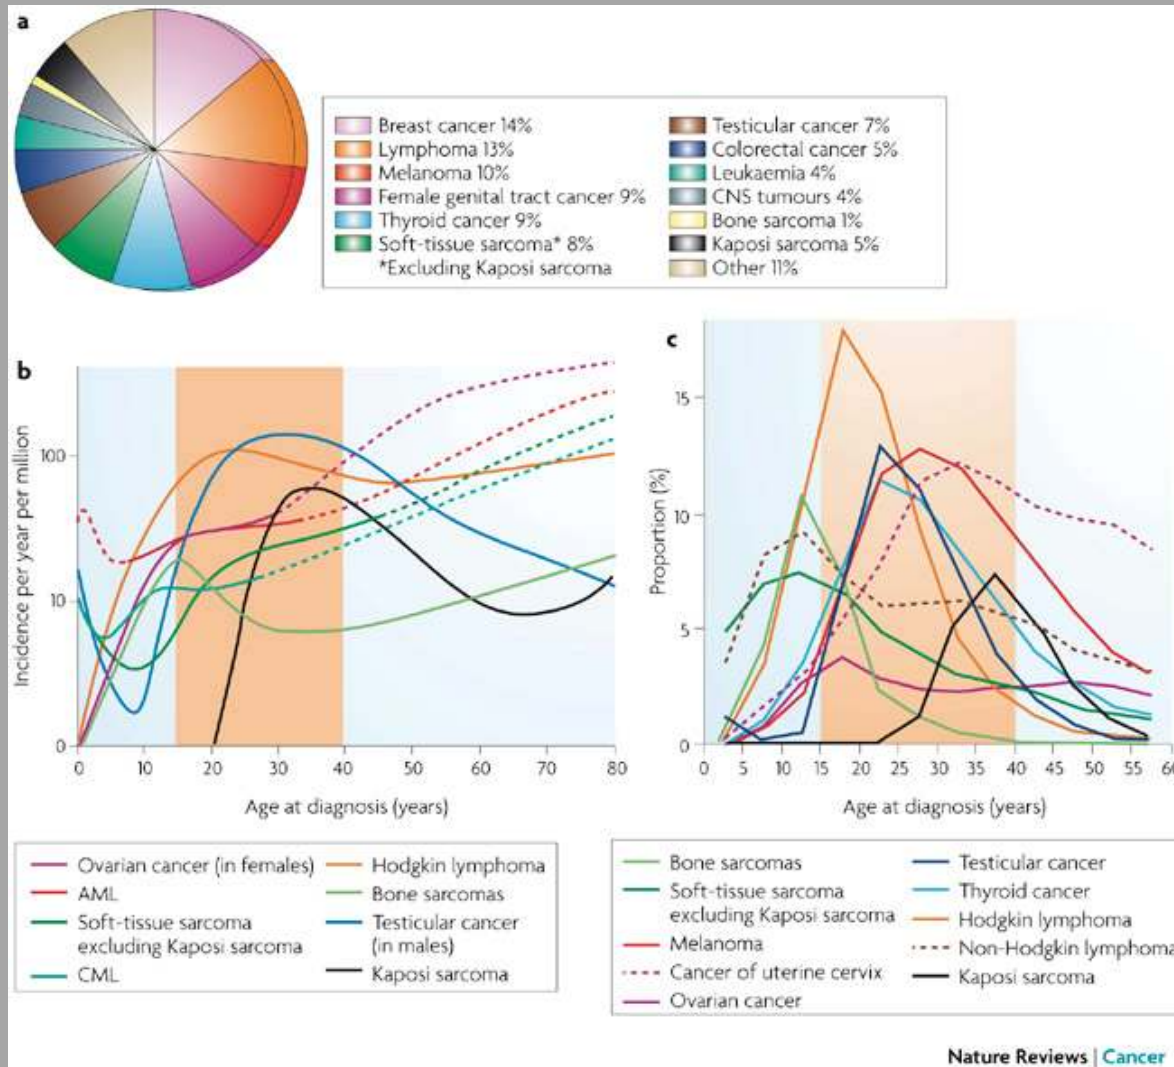 a
Breast cancer 14%
Lymphoma 13%
Melanoma 10%
Female genital tract cancer 9%
Thyroid cancer 9%
Soft-tissue sarcoma* 8%
*Excluding Kaposi sarcoma
Testicular cancer 7%
Colorectal cancer 5%
Leukaemia 4%
CNS tumours 4%
Bone sarcoma 1%
Kaposi sarcoma 5%
Other 11%
b
Incidence per year per million
100
10
0
0 10 20 30 40 50 60 70 80
Age at diagnosis (years)
Ovarian cancer (in females)
AML
Soft-tissue sarcoma
excluding Kaposi sarcoma
CML
Hodgkin lymphoma
Bone sarcomas
Testicular cancer
(in males)
Kaposi sarcoma
c
Proportion (%)
15
10
5
0
0 5 10 15 20 25 30 35 40 45 50 55 60
Age at diagnosis (years)
Bone sarcomas
Soft-tissue sarcoma
excluding Kaposi sarcoma
Melanoma
Cancer of uterine cervix
Ovarian cancer
Testicular cancer
Thyroid cancer
Hodgkin lymphoma
Non-Hodgkin lymphoma
Kaposi sarcoma
Nature Reviews | Cancer